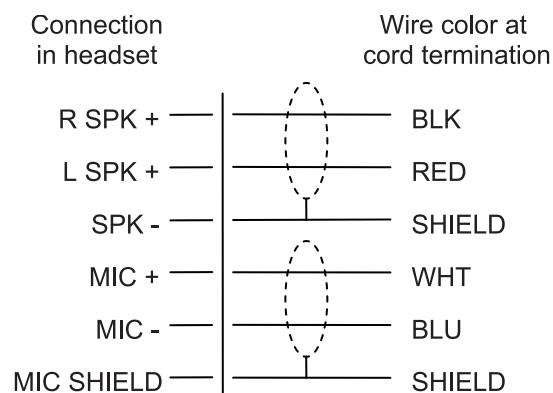 Connection
in headset
Wire color at
cord termination
R SPK + BLK
L SPK + RED
SPK - SHIELD
MIC + WHT
MIC - BLU
MIC SHIELD SHIELD